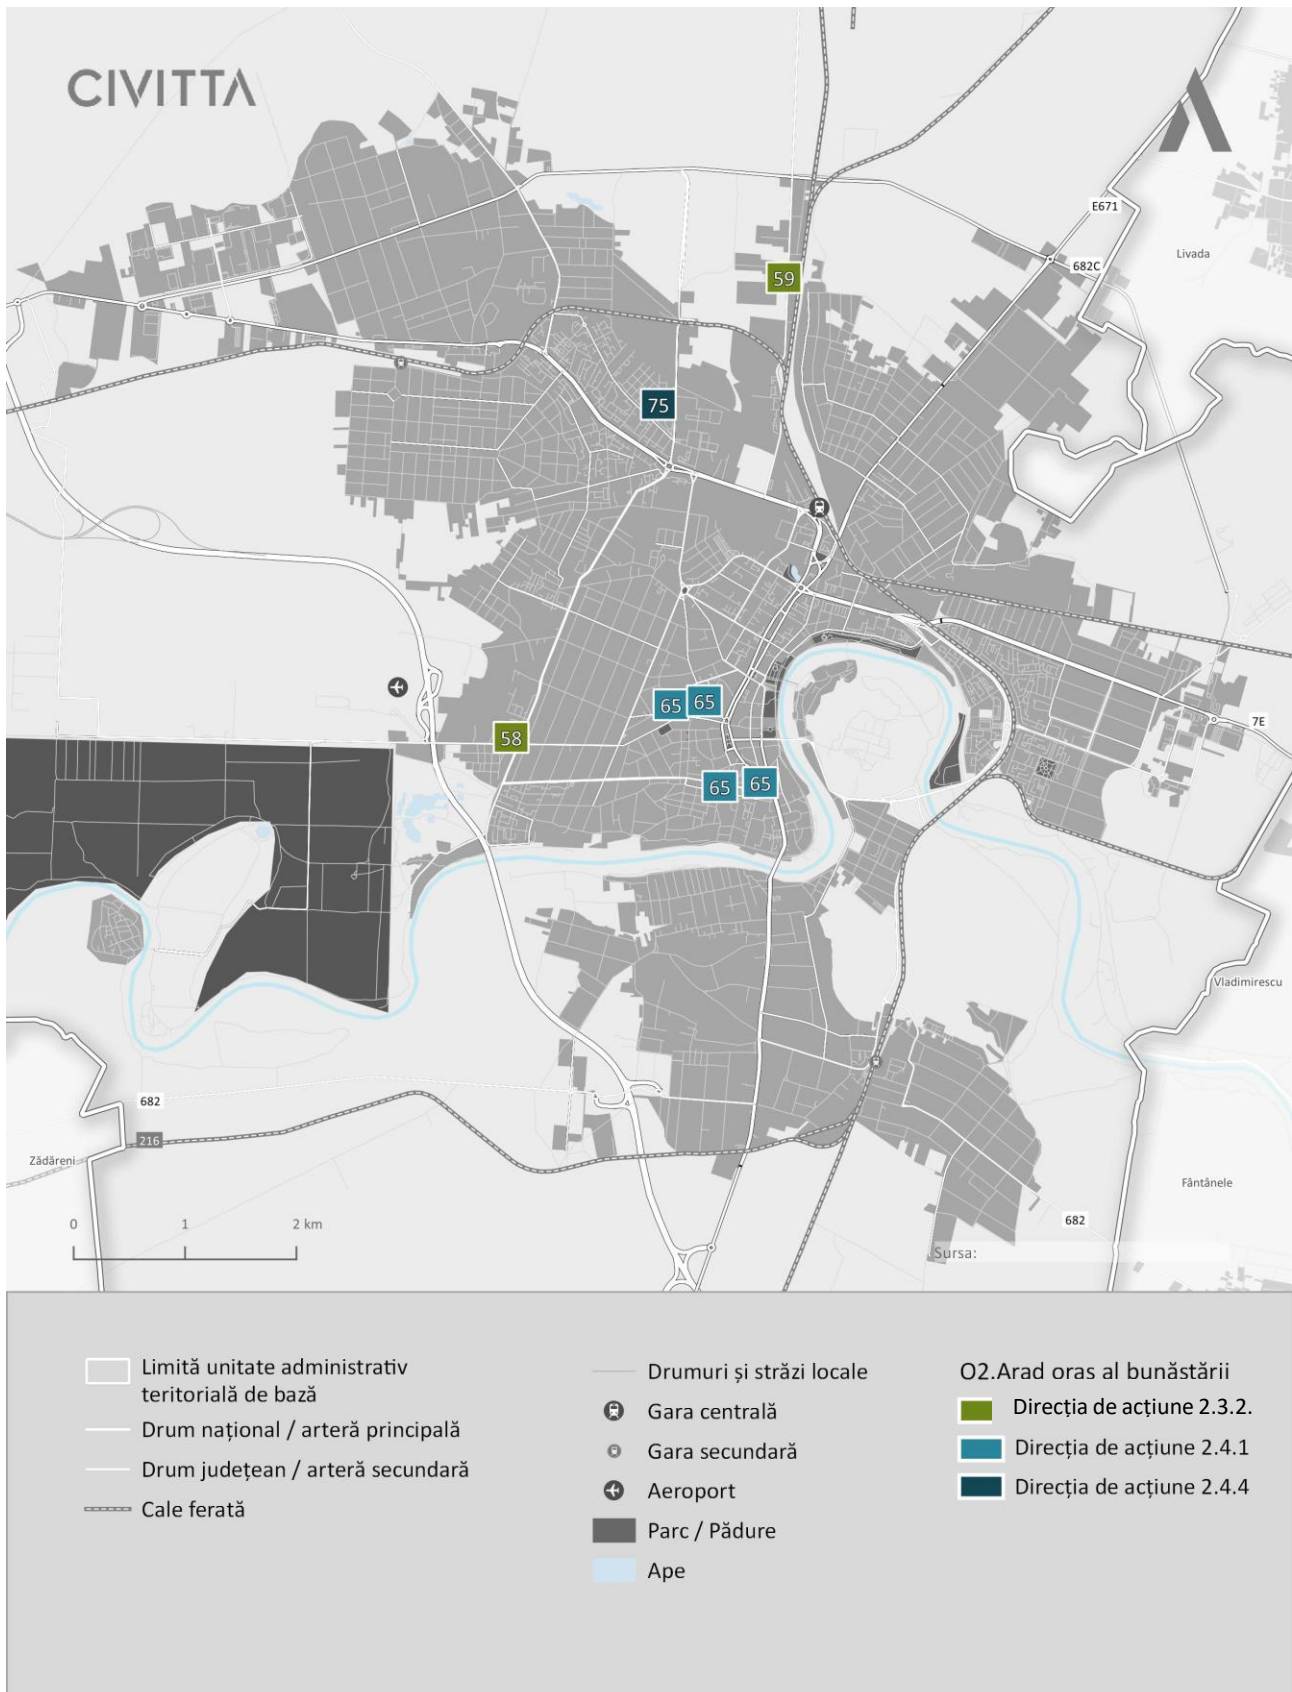 CIVITTA
E671
Livada
682C
59
75
65
65
7E
58
65
65
Vladimirescu
682
216
Zădăreni
Fântânele
0 1 2 km
682
Sursa:
Limită unitate administrativ
teritorială de bază
Drum național / arteră principală
Drum județean / arteră secundară
Cale ferată
Drumuri și străzi locale
Gara centrală
Gara secundară
Aeroport
Parc / Pădure
Ape
O2.Arad oras al bunăstării
Direcția de acțiune 2.3.2.
Direcția de acțiune 2.4.1
Direcția de acțiune 2.4.4